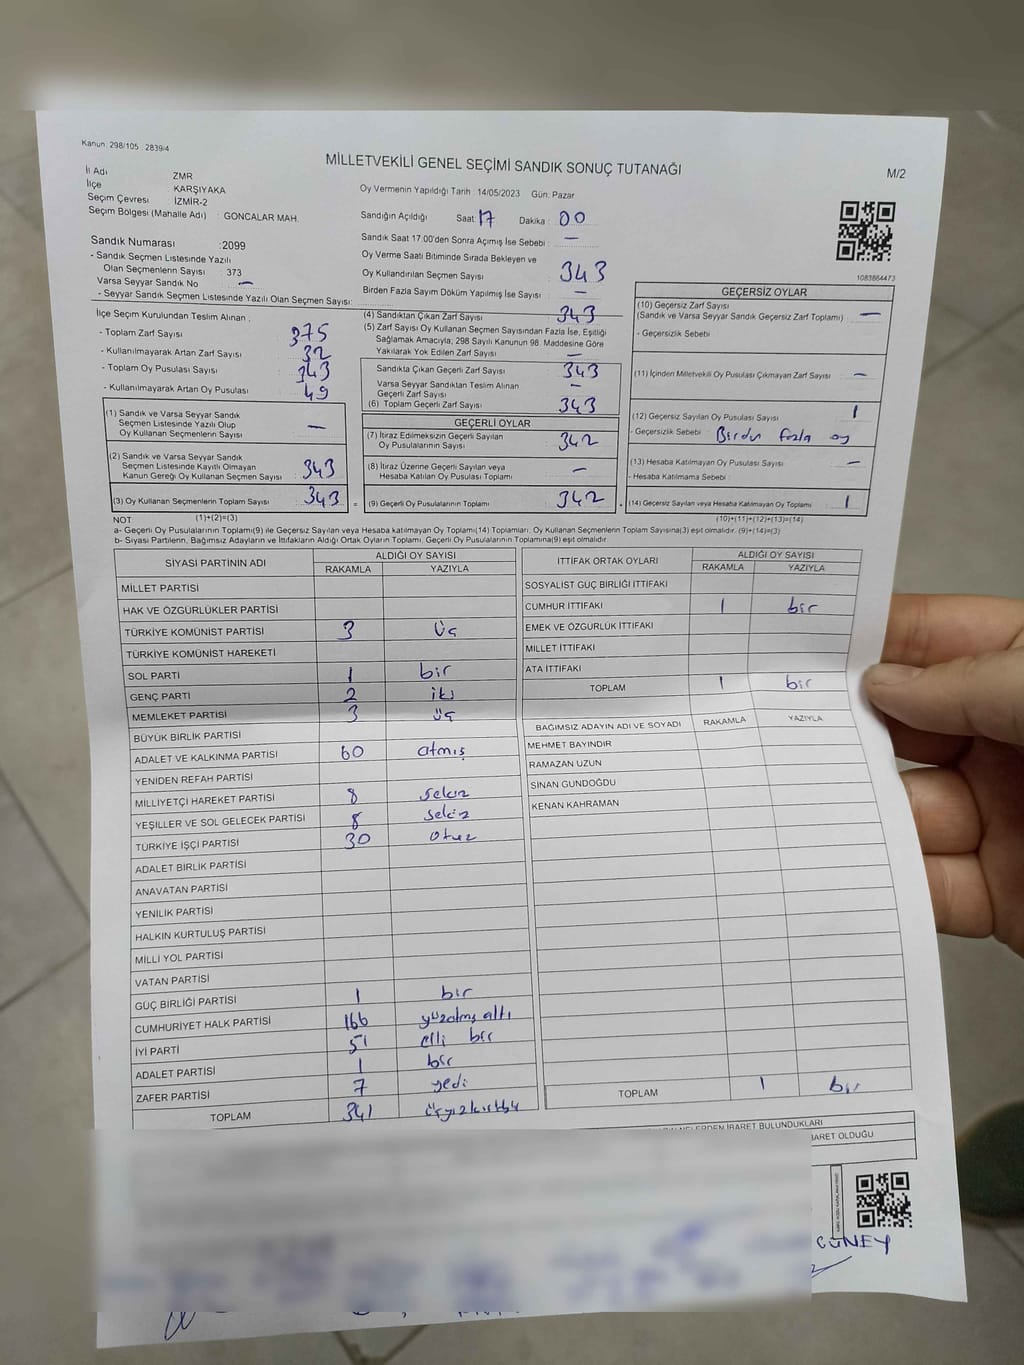 Kanun: 298/105 : 2839/4
MİLLETVEKİLİ GENEL SEÇİMİ SANDIK SONUÇ TUTANAĞI
M/2
İl Adı ZMR
İlçe : KARŞIYAKA
Seçim Çevresi İZMİR-2
Seçim Bölgesi (Mahalle Adı) : GONCALAR MAH.
Oy Vermenin Yapıldığı Tarih : 14/05/2023 Gün: Pazar
Sandığın Açıldığı Saat: 17 Dakika : 00
Sandık Saat 17.00'den Sonra Açımış İse Sebebi : —
Oy Verme Saati Bitiminde Sırada Bekleyen ve
Oy Kullandırılan Seçmen Sayısı : 343
Birden Fazla Sayım Döküm Yapılmış İse Sayısı : —
1083864473
Sandık Numarası :2099
- Sandık Seçmen Listesinde Yazılı
Olan Seçmenlerin Sayısı : 373
Varsa Seyyar Sandık No —
- Seyyar Sandık Seçmen Listesinde Yazılı Olan Seçmen Sayısı:
İlçe Seçim Kurulundan Teslim Alınan :
- Toplam Zarf Sayısı 375
- Kullanılmayarak Artan Zarf Sayısı 32
- Toplam Oy Pusulası Sayısı 343
- Kullanılmayarak Artan Oy Pusulası 49
(1) Sandık ve Varsa Seyyar Sandık
Seçmen Listesinde Yazılı Olup
Oy Kullanan Seçmenlerin Sayısı —
(2) Sandık ve Varsa Seyyar Sandık
Seçmen Listesinde Kayıtlı Olmayan
Kanun Gereği Oy Kullanan Seçmen Sayısı : 343
(3) Oy Kullanan Seçmenlerin Toplam Sayısı : 343 =
(1)+(2)=(3)
(4) Sandıktan Çıkan Zarf Sayısı : 343
(5) Zarf Sayısı Oy Kullanan Seçmen Sayısından Fazla İse, Eşitliği
Sağlamak Amacıyla, 298 Sayılı Kanunun 98. Maddesine Göre
Yakılarak Yok Edilen Zarf Sayısı —
Sandıkta Çıkan Geçerli Zarf Sayısı 343
Varsa Seyyar Sandıktan Teslim Alınan
Geçerli Zarf Sayısı —
(6) Toplam Geçerli Zarf Sayısı 343
GEÇERLİ OYLAR
(7) İtiraz Edilmeksizin Geçerli Sayılan
Oy Pusulalarının Sayısı : 342
(8) İtiraz Üzerine Geçerli Sayılan veya
Hesaba Katılan Oy Pusulası Toplamı : —
(9) Geçerli Oy Pusulalarının Toplamı : 342
GEÇERSİZ OYLAR
(10) Geçersiz Zarf Sayısı
(Sandık ve Varsa Seyyar Sandık Geçersiz Zarf Toplamı) : —
- Geçersizlik Sebebi :
(11) İçinden Milletvekili Oy Pusulası Çıkmayan Zarf Sayısı : —
(12) Geçersiz Sayılan Oy Pusulası Sayısı : 1
- Geçersizlik Sebebi : Birden fazla oy
(13) Hesaba Katılmayan Oy Pusulası Sayısı : —
- Hesaba Katılmama Sebebi :
(14) Geçersiz Sayılan veya Hesaba Katılmayan Oy Toplamı : 1
(10)+(11)+(12)+(13)=(14)
NOT
a- Geçerli Oy Pusulalarının Toplamı(9) ile Geçersiz Sayılan veya Hesaba katılmayan Oy Toplamı(14) Toplamları, Oy Kullanan Seçmenlerin Toplam Sayısına(3) eşit olmalıdır. (9)+(14)=(3)
b- Siyasi Partilerin, Bağımsız Adayların ve İttifakların Aldığı Ortak Oyların Toplamı, Geçerli Oy Pusulalarının Toplamına(9) eşit olmalıdır.
SİYASİ PARTİNİN ADI ALDIĞI OY SAYISI
RAKAMLA YAZIYLA
MİLLET PARTİSİ
HAK VE ÖZGÜRLÜKLER PARTİSİ
TÜRKİYE KOMÜNİST PARTİSİ 3 üç
TÜRKİYE KOMÜNİST HAREKETİ
SOL PARTİ 1 bir
GENÇ PARTİ 2 iki
MEMLEKET PARTİSİ 3 üç
BÜYÜK BİRLİK PARTİSİ
ADALET VE KALKINMA PARTİSİ 60 atmış
YENİDEN REFAH PARTİSİ
MİLLİYETÇİ HAREKET PARTİSİ 8 sekiz
YEŞİLLER VE SOL GELECEK PARTİSİ 8 sekiz
TÜRKİYE İŞÇİ PARTİSİ 30 otuz
ADALET BİRLİK PARTİSİ
ANAVATAN PARTİSİ
YENİLİK PARTİSİ
HALKIN KURTULUŞ PARTİSİ
MİLLİ YOL PARTİSİ
VATAN PARTİSİ
GÜÇ BİRLİĞİ PARTİSİ 1 bir
CUMHURİYET HALK PARTİSİ 166 yüzatmış altı
İYİ PARTİ 51 elli bir
ADALET PARTİSİ 1 bir
ZAFER PARTİSİ 7 yedi
TOPLAM 341
İTTİFAK ORTAK OYLARI ALDIĞI OY SAYISI
RAKAMLA YAZIYLA
SOSYALİST GÜÇ BİRLİĞİ İTTİFAKI
CUMHUR İTTİFAKI 1 bir
EMEK VE ÖZGÜRLÜK İTTİFAKI
MİLLET İTTİFAKI
ATA İTTİFAKI
TOPLAM 1 bir
BAĞIMSIZ ADAYIN ADI VE SOYADI RAKAMLA YAZIYLA
MEHMET BAYINDIR
RAMAZAN UZUN
SİNAN GÜNDOĞDU
KENAN KAHRAMAN
TOPLAM 1 bir
İBARET BULUNDUKLARI
BARET OLDUĞU
GÜNEY